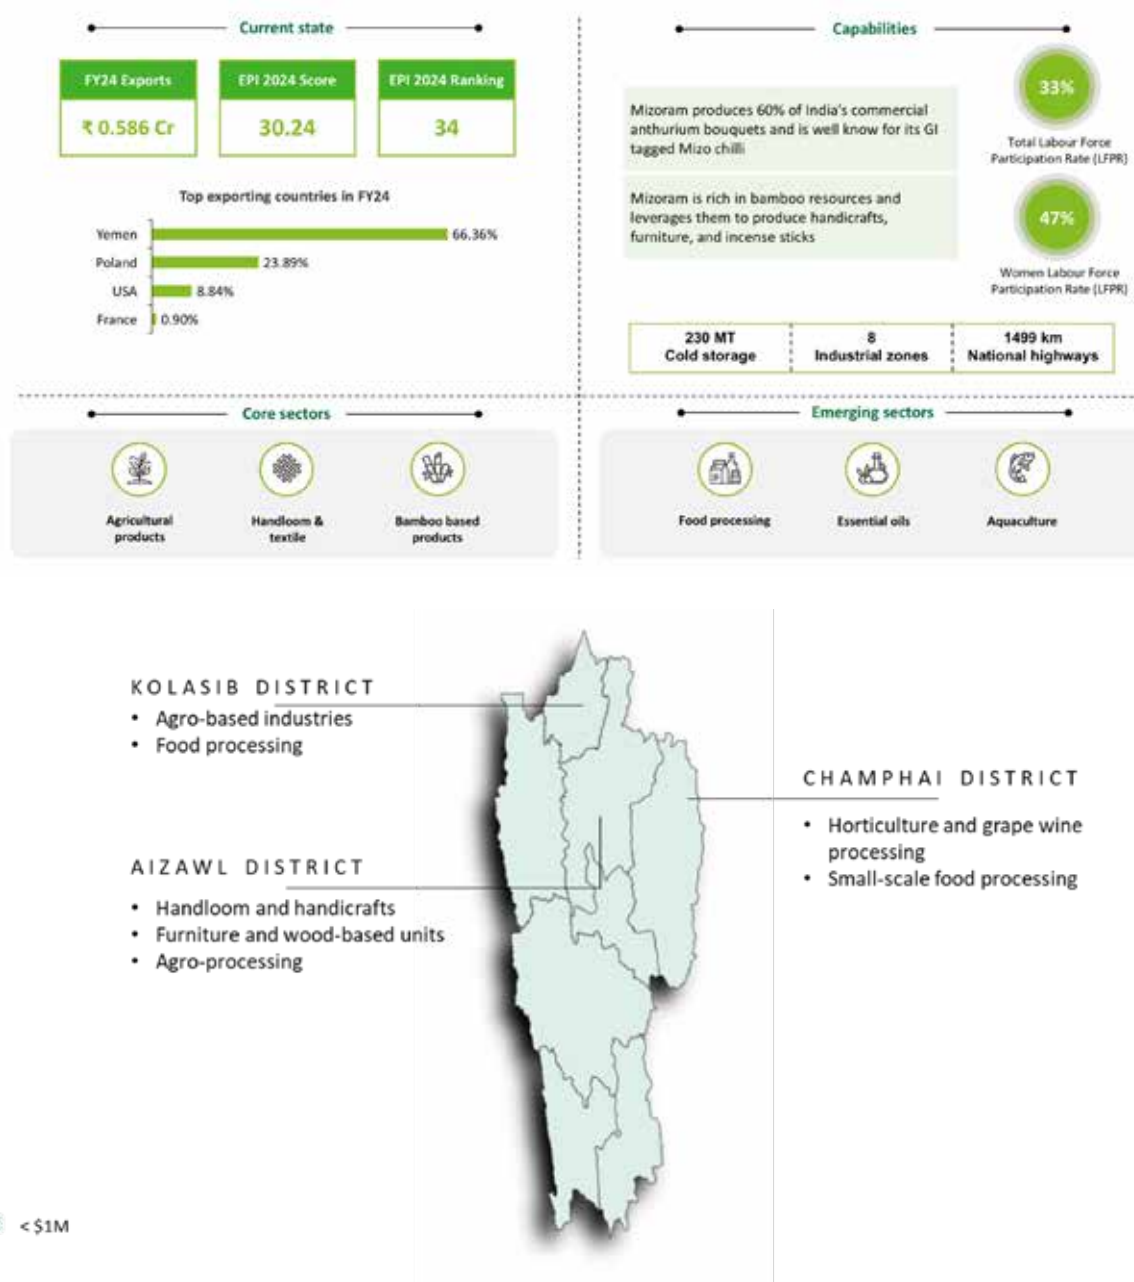 Current state
FY24 Exports
₹ 0.586 Cr
EPI 2024 Score
30.24
EPI 2024 Ranking
34
Top exporting countries in FY24
Yemen 66.36%
Poland 23.89%
USA 8.84%
France 0.90%
Capabilities
Mizoram produces 60% of India's commercial
anthurium bouquets and is well know for its GI
tagged Mizo chilli
Mizoram is rich in bamboo resources and
leverages them to produce handicrafts,
furniture, and incense sticks
33%
Total Labour Force
Participation Rate (LFPR)
47%
Women Labour Force
Participation Rate (LFPR)
230 MT
Cold storage
8
Industrial zones
1499 km
National highways
Core sectors
Agricultural
products
Handloom &
textile
Bamboo based
products
Emerging sectors
Food processing
Essential oils
Aquaculture
KOLASIB DISTRICT
• Agro-based industries
• Food processing
CHAMPHAI DISTRICT
• Horticulture and grape wine
processing
• Small-scale food processing
AIZAWL DISTRICT
• Handloom and handicrafts
• Furniture and wood-based units
• Agro-processing
< $1M